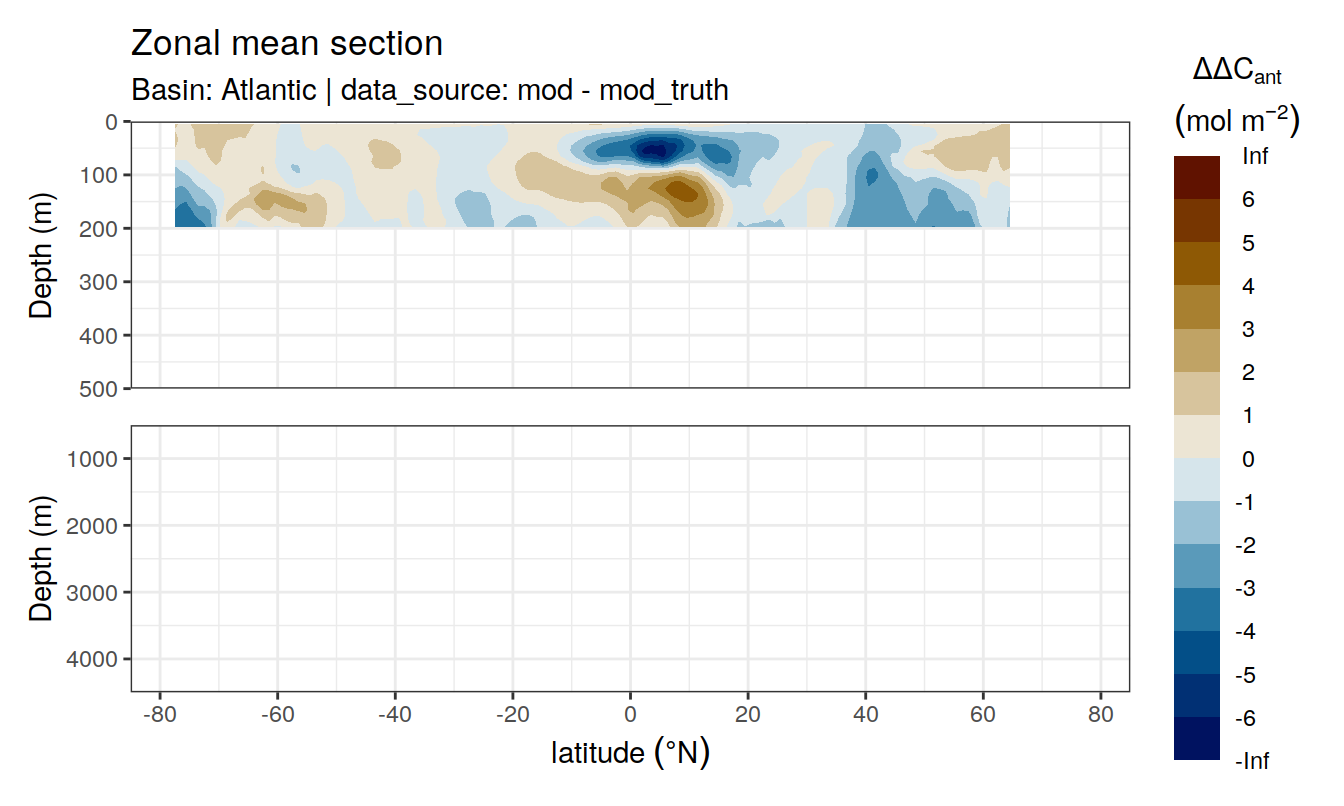 Zonal mean section
Basin: Atlantic | data_source: mod - mod_truth
ΔΔCant
(mol m−2)
Inf
6
5
4
3
2
1
0
-1
-2
-3
-4
-5
-6
-Inf
Depth (m)
0
100
200
300
400
500
Depth (m)
1000
2000
3000
4000
-80 -60 -40 -20 0 20 40 60 80
latitude (°N)